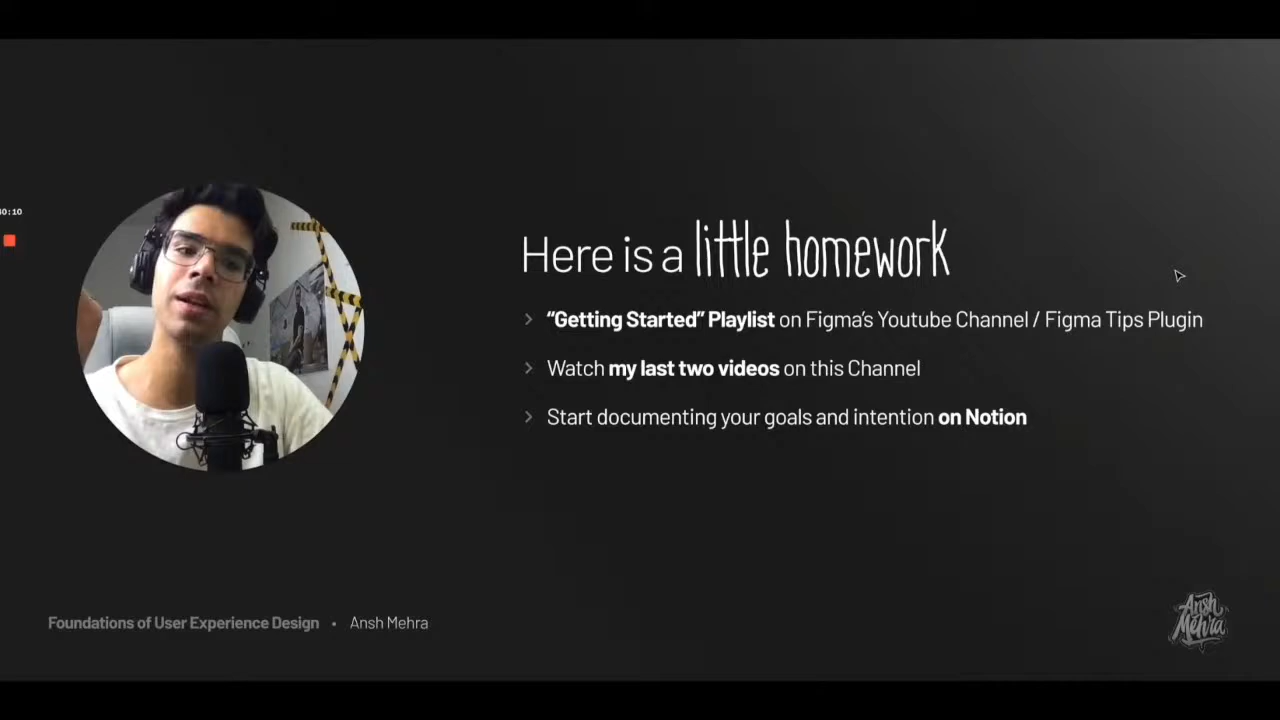 Here is a little homework
“Getting Started” Playlist on Figma’s Youtube Channel / Figma Tips Plugin
Watch my last two videos on this Channel
Start documenting your goals and intention on Notion
Foundations of User Experience Design • Ansh Mehra
Ansh
Mehra